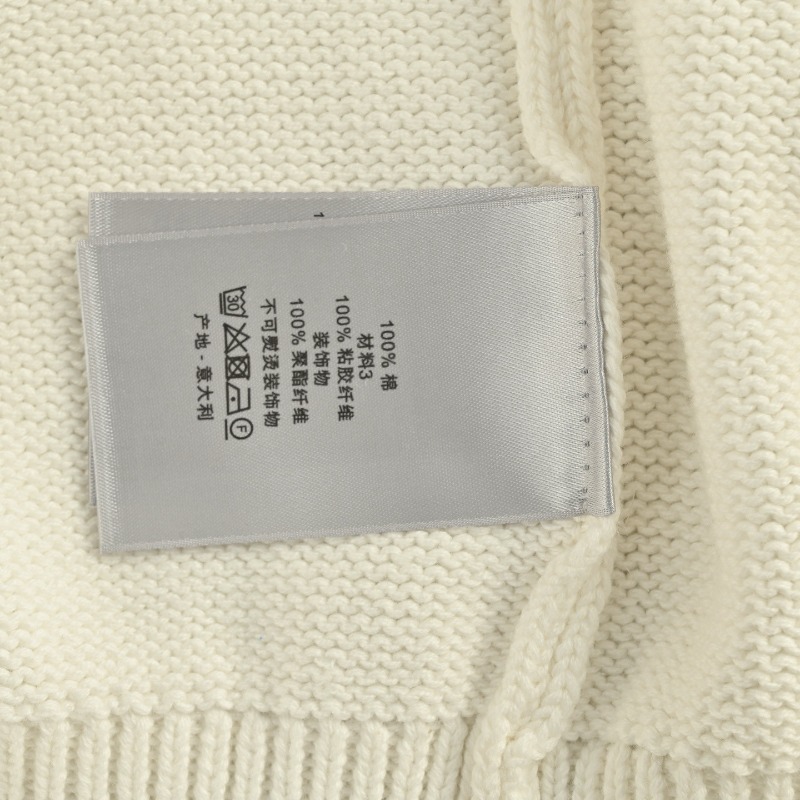 100% 棉
材料3
100% 粘胶纤维
装饰物
100% 聚酯纤维
不可熨烫装饰物
30 F
产地 - 意大利